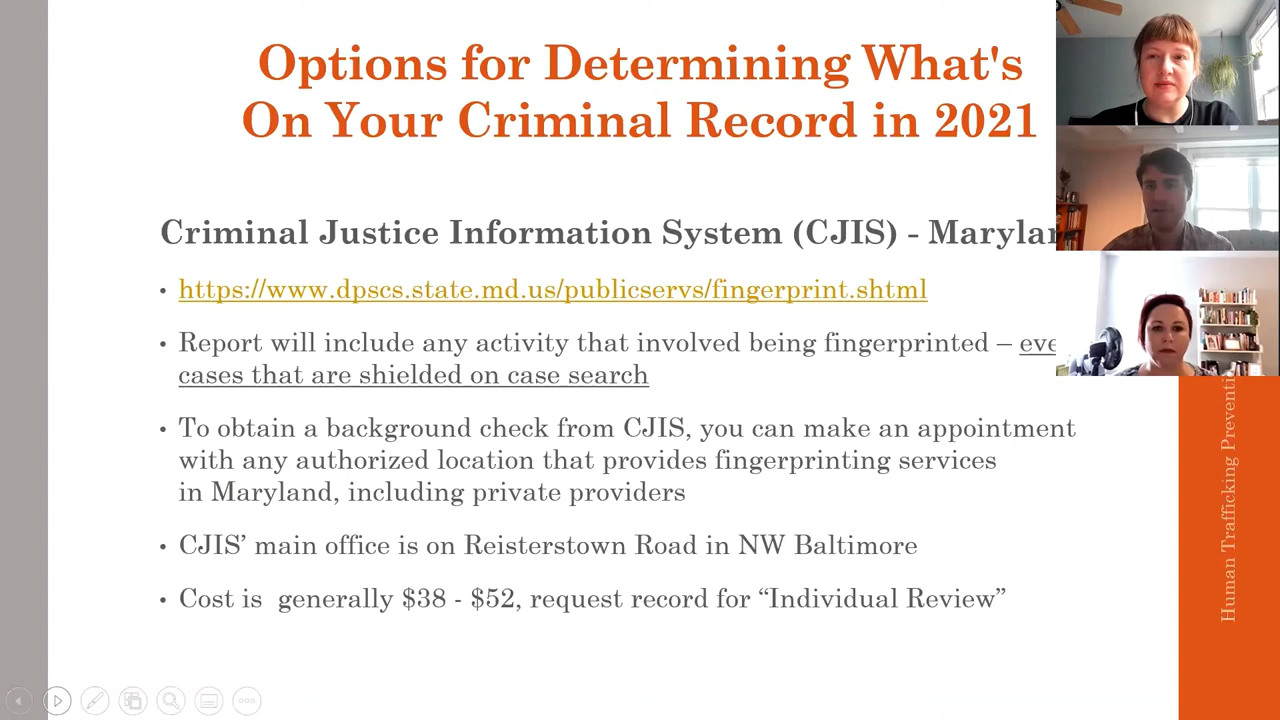 Options for Determining What's
On Your Criminal Record in 2021
Criminal Justice Information System (CJIS) - Marylan
• https://www.dpscs.state.md.us/publicservs/fingerprint.shtml
• Report will include any activity that involved being fingerprinted – eve
cases that are shielded on case search
• To obtain a background check from CJIS, you can make an appointment
with any authorized location that provides fingerprinting services
in Maryland, including private providers
• CJIS’ main office is on Reisterstown Road in NW Baltimore
• Cost is  generally $38 - $52, request record for “Individual Review”
Human Trafficking Preventi